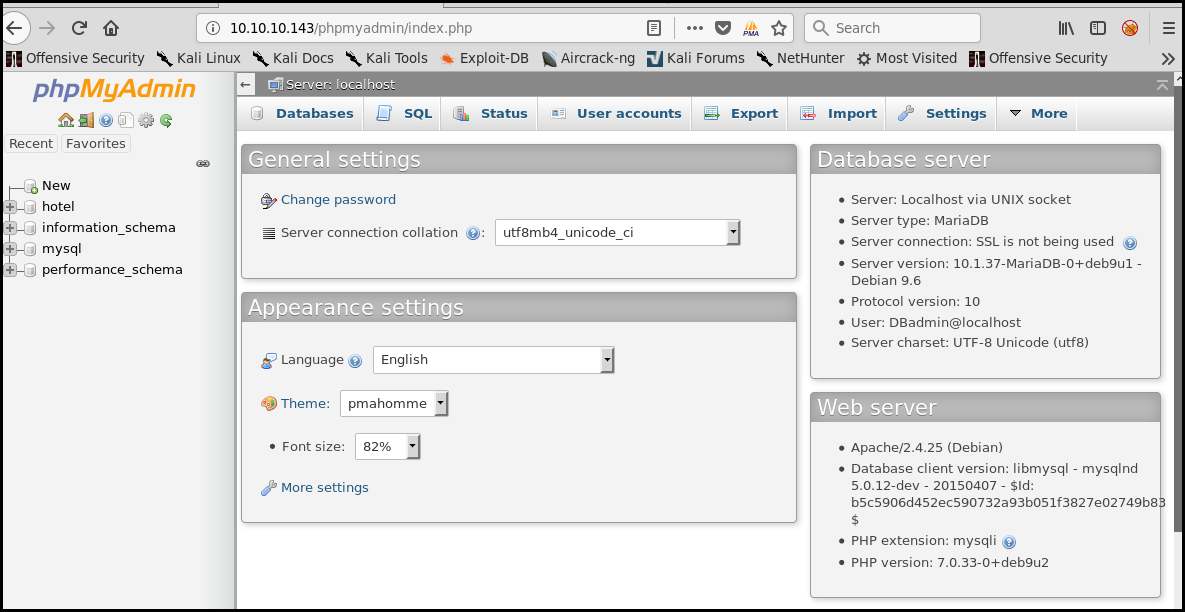 10.10.10.143/phpmyadmin/index.php
PMA
Search
Offensive Security Kali Linux Kali Docs Kali Tools Exploit-DB Aircrack-ng Kali Forums NetHunter Most Visited Offensive Security
phpMyAdmin
Recent Favorites
New
hotel
information_schema
mysql
performance_schema
Server: localhost
Databases SQL Status User accounts Export Import Settings More
General settings
Change password
Server connection collation : utf8mb4_unicode_ci
Appearance settings
Language English
Theme: pmahomme
• Font size: 82%
More settings
Database server
• Server: Localhost via UNIX socket
• Server type: MariaDB
• Server connection: SSL is not being used
• Server version: 10.1.37-MariaDB-0+deb9u1 -
Debian 9.6
• Protocol version: 10
• User: DBadmin@localhost
• Server charset: UTF-8 Unicode (utf8)
Web server
• Apache/2.4.25 (Debian)
• Database client version: libmysql - mysqlnd
5.0.12-dev - 20150407 - $Id:
b5c5906d452ec590732a93b051f3827e02749b83
$
• PHP extension: mysqli
• PHP version: 7.0.33-0+deb9u2